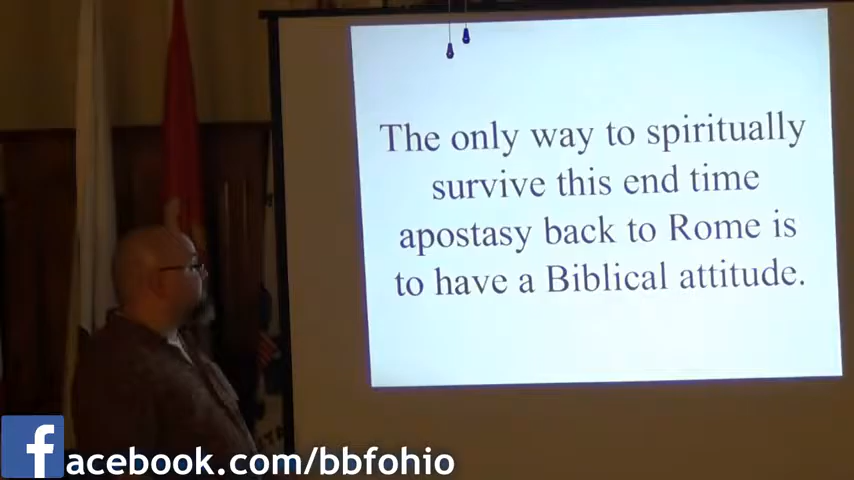 The only way to spiritually
survive this end time
apostasy back to Rome is
to have a Biblical attitude.
facebook.com/bbfohio